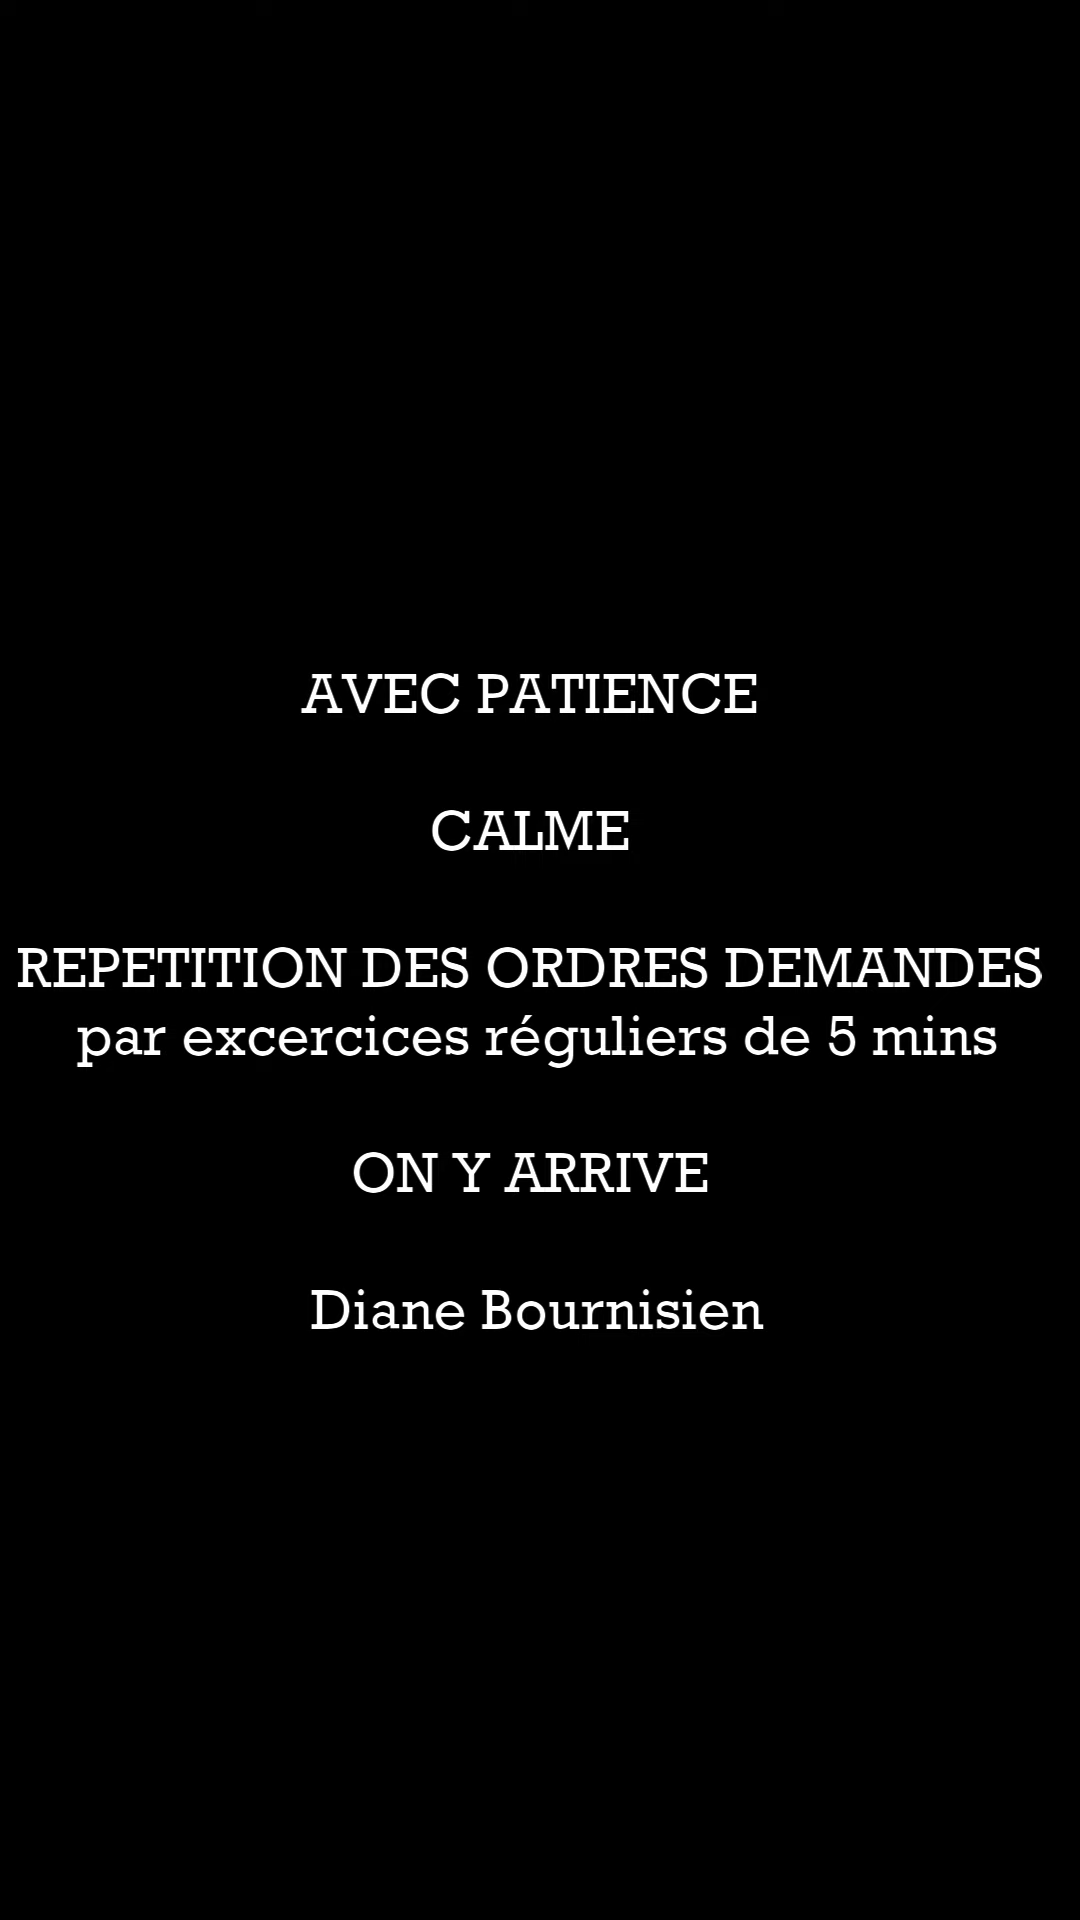 AVEC PATIENCE
CALME
REPETITION DES ORDRES DEMANDES
par excercices réguliers de 5 mins
ON Y ARRIVE
Diane Bournisien